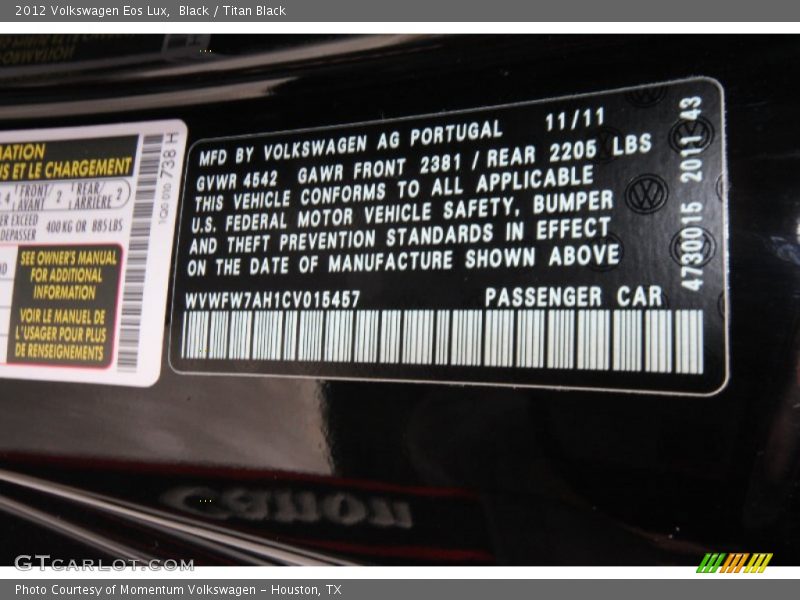 2012 Volkswagen Eos Lux, Black / Titan Black
MFD BY VOLKSWAGEN AG PORTUGAL 11/11
GVWR 4542 GAWR FRONT 2381 / REAR 2205 LBS
THIS VEHICLE CONFORMS TO ALL APPLICABLE
U.S. FEDERAL MOTOR VEHICLE SAFETY, BUMPER
AND THEFT PREVENTION STANDARDS IN EFFECT
ON THE DATE OF MANUFACTURE SHOWN ABOVE
WVWFW7AH1CV015457 PASSENGER CAR
4730015 2011 43
MATION
US ET LE CHARGEMENT
4 FRONT/ 2 REAR/ 2
AVANT ARRIÈRE
ER EXCEED
DEPASSER 400 KG OR 885 LBS
SEE OWNER'S MANUAL
FOR ADDITIONAL
INFORMATION
VOIR LE MANUEL DE
L'USAGER POUR PLUS
DE RENSEIGNEMENTS
1Q0 010 738 H
Canon
GTCARLOT.COM
Photo Courtesy of Momentum Volkswagen - Houston, TX